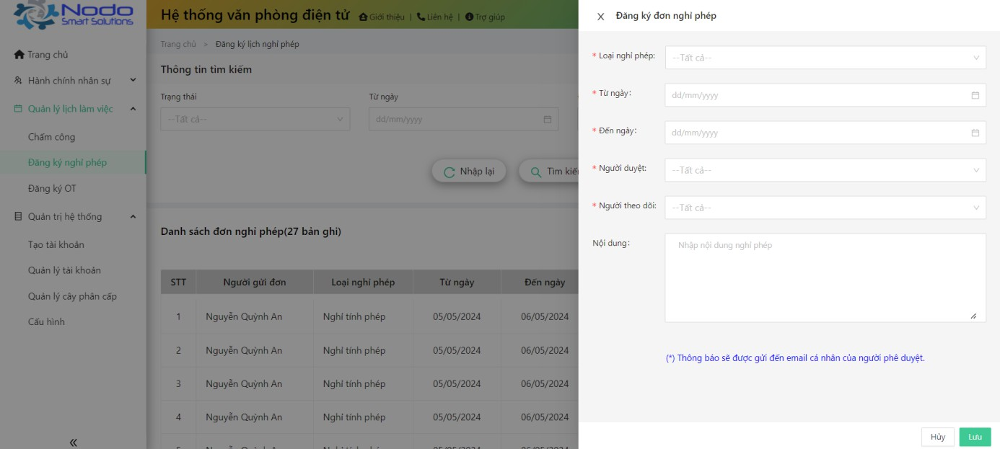 Nodo
Smart Solutions
Trang chủ
Hành chính nhân sự
Quản lý lịch làm việc
Chấm công
Đăng ký nghỉ phép
Đăng ký OT
Quản trị hệ thống
Tạo tài khoản
Quản lý tài khoản
Quản lý cây phân cấp
Cấu hình
Hệ thống văn phòng điện tử Giới thiệu | Liên hệ | Trợ giúp
Trang chủ > Đăng ký lịch nghỉ phép
Thông tin tìm kiếm
Trạng thái Từ ngày
--Tất cả-- dd/mm/yyyy
Nhập lại Tìm kiếm
Danh sách đơn nghỉ phép(27 bản ghi)
STT Người gửi đơn Loại nghỉ phép Từ ngày Đến ngày
1 Nguyễn Quỳnh An Nghỉ tính phép 05/05/2024 06/05/2024
2 Nguyễn Quỳnh An Nghỉ tính phép 05/05/2024 06/05/2024
3 Nguyễn Quỳnh An Nghỉ tính phép 05/05/2024 06/05/2024
4 Nguyễn Quỳnh An Nghỉ tính phép 05/05/2024 06/05/2024
Đăng ký đơn nghỉ phép
* Loại nghỉ phép: --Tất cả--
* Từ ngày: dd/mm/yyyy
* Đến ngày: dd/mm/yyyy
* Người duyệt: --Tất cả--
* Người theo dõi: --Tất cả--
Nội dung: Nhập nội dung nghỉ phép
(*) Thông báo sẽ được gửi đến email cá nhân của người phê duyệt.
Hủy Lưu